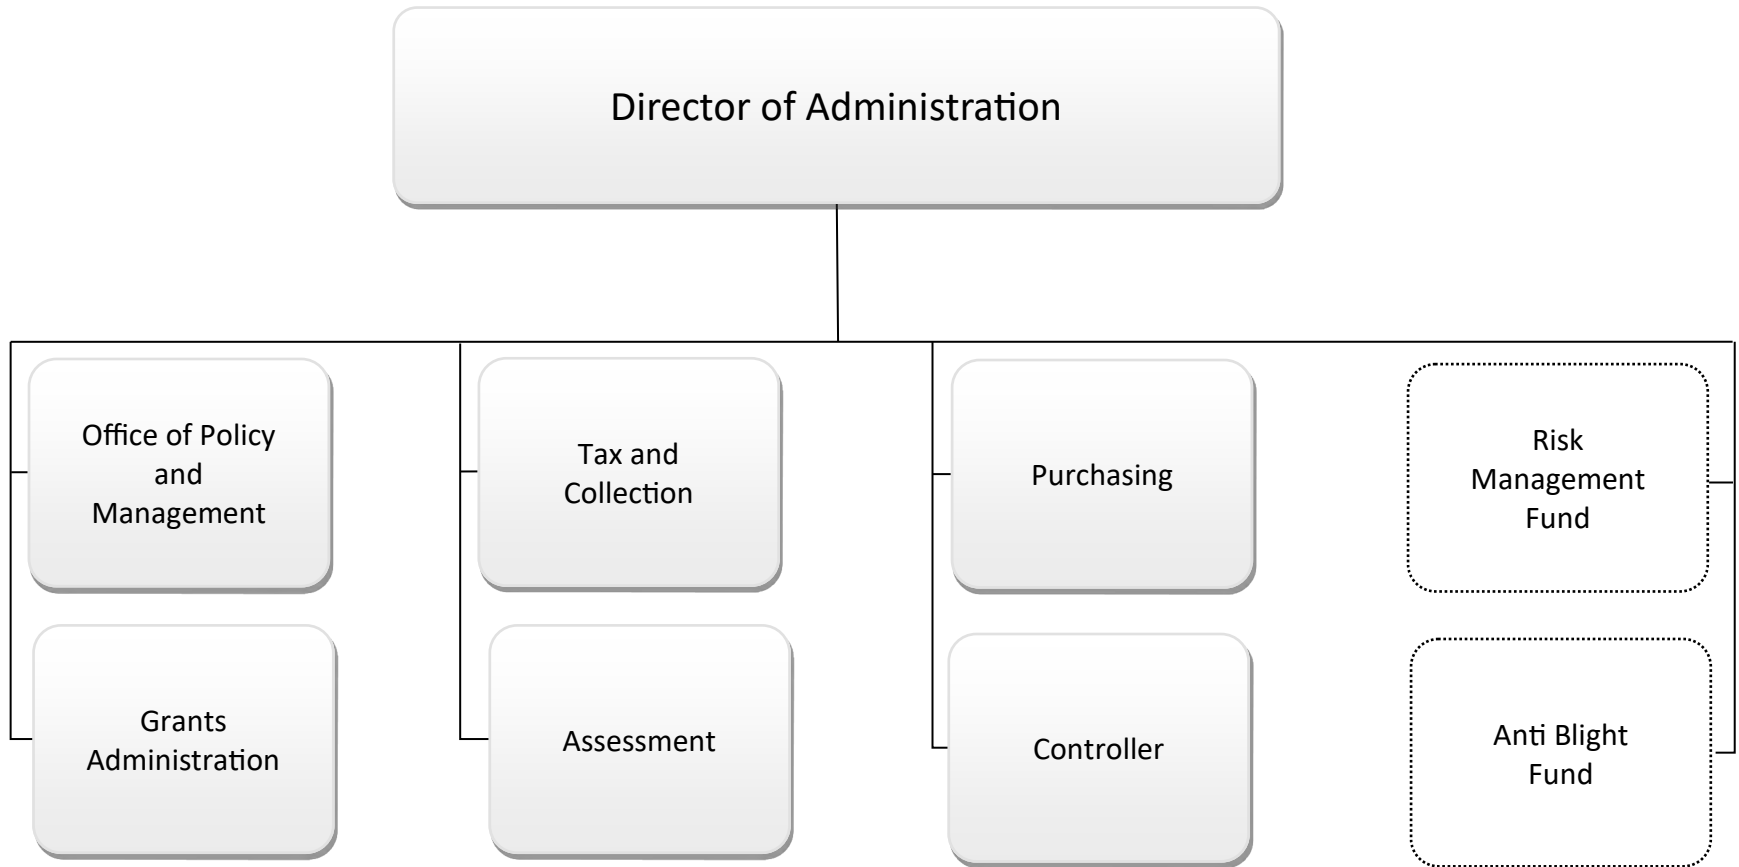 Director of Administration
Office of Policy
and
Management
Tax and
Collection
Purchasing
Risk
Management
Fund
Grants
Administration
Assessment
Controller
Anti Blight
Fund